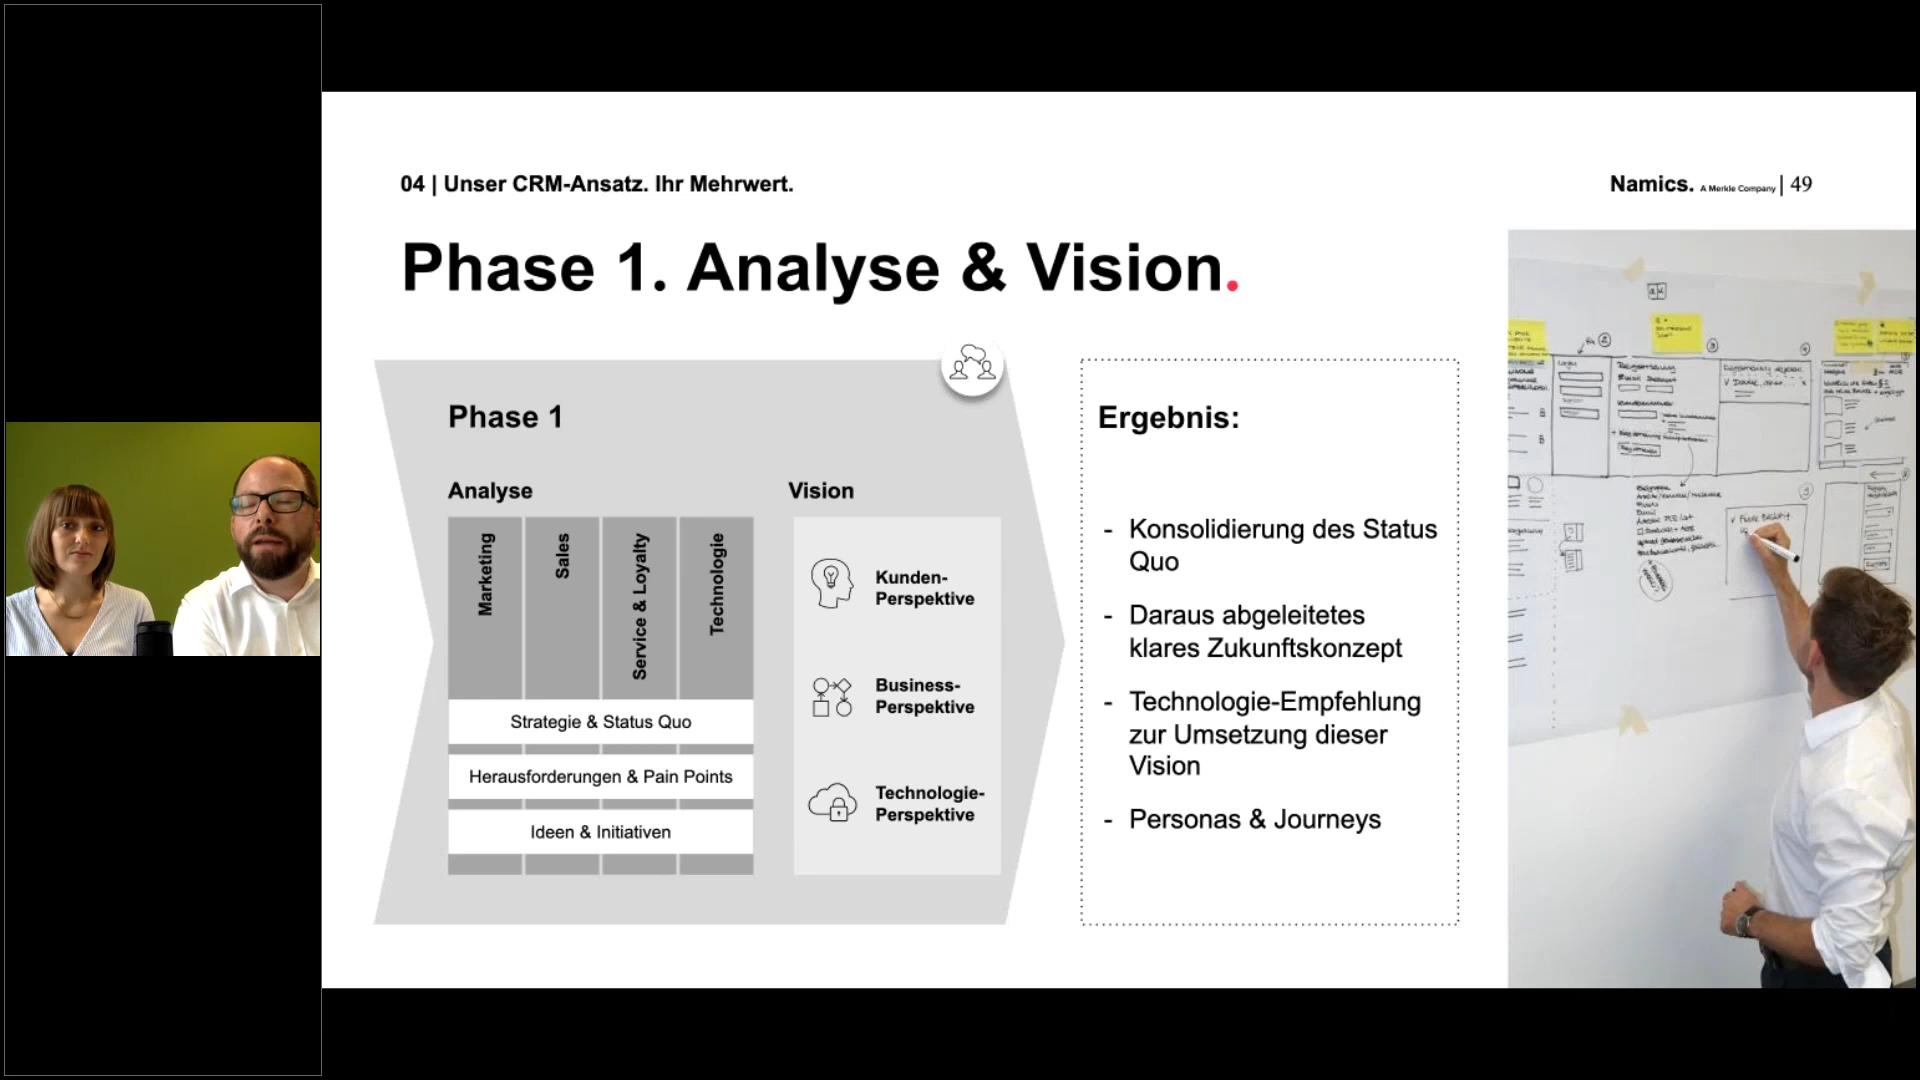 04 | Unser CRM-Ansatz. Ihr Mehrwert.
Namics. A Merkle Company | 49
Phase 1. Analyse & Vision.
Phase 1
Analyse
Marketing
Sales
Service & Loyalty
Technologie
Strategie & Status Quo
Herausforderungen & Pain Points
Ideen & Initiativen
Vision
Kunden-
Perspektive
Business-
Perspektive
Technologie-
Perspektive
Ergebnis:
- Konsolidierung des Status
Quo
- Daraus abgeleitetes
klares Zukunftskonzept
- Technologie-Empfehlung
zur Umsetzung dieser
Vision
- Personas & Journeys